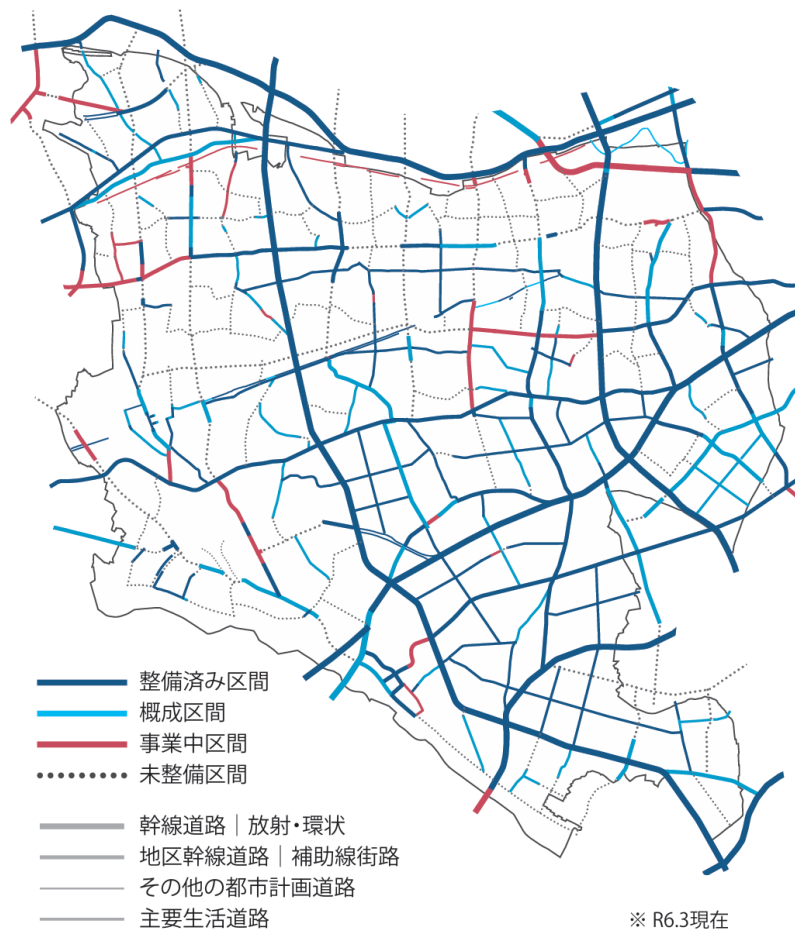 整備済み区間
概成区間
事業中区間
未整備区間
幹線道路｜放射・環状
地区幹線道路｜補助線街路
その他の都市計画道路
主要生活道路
※ R6.3現在